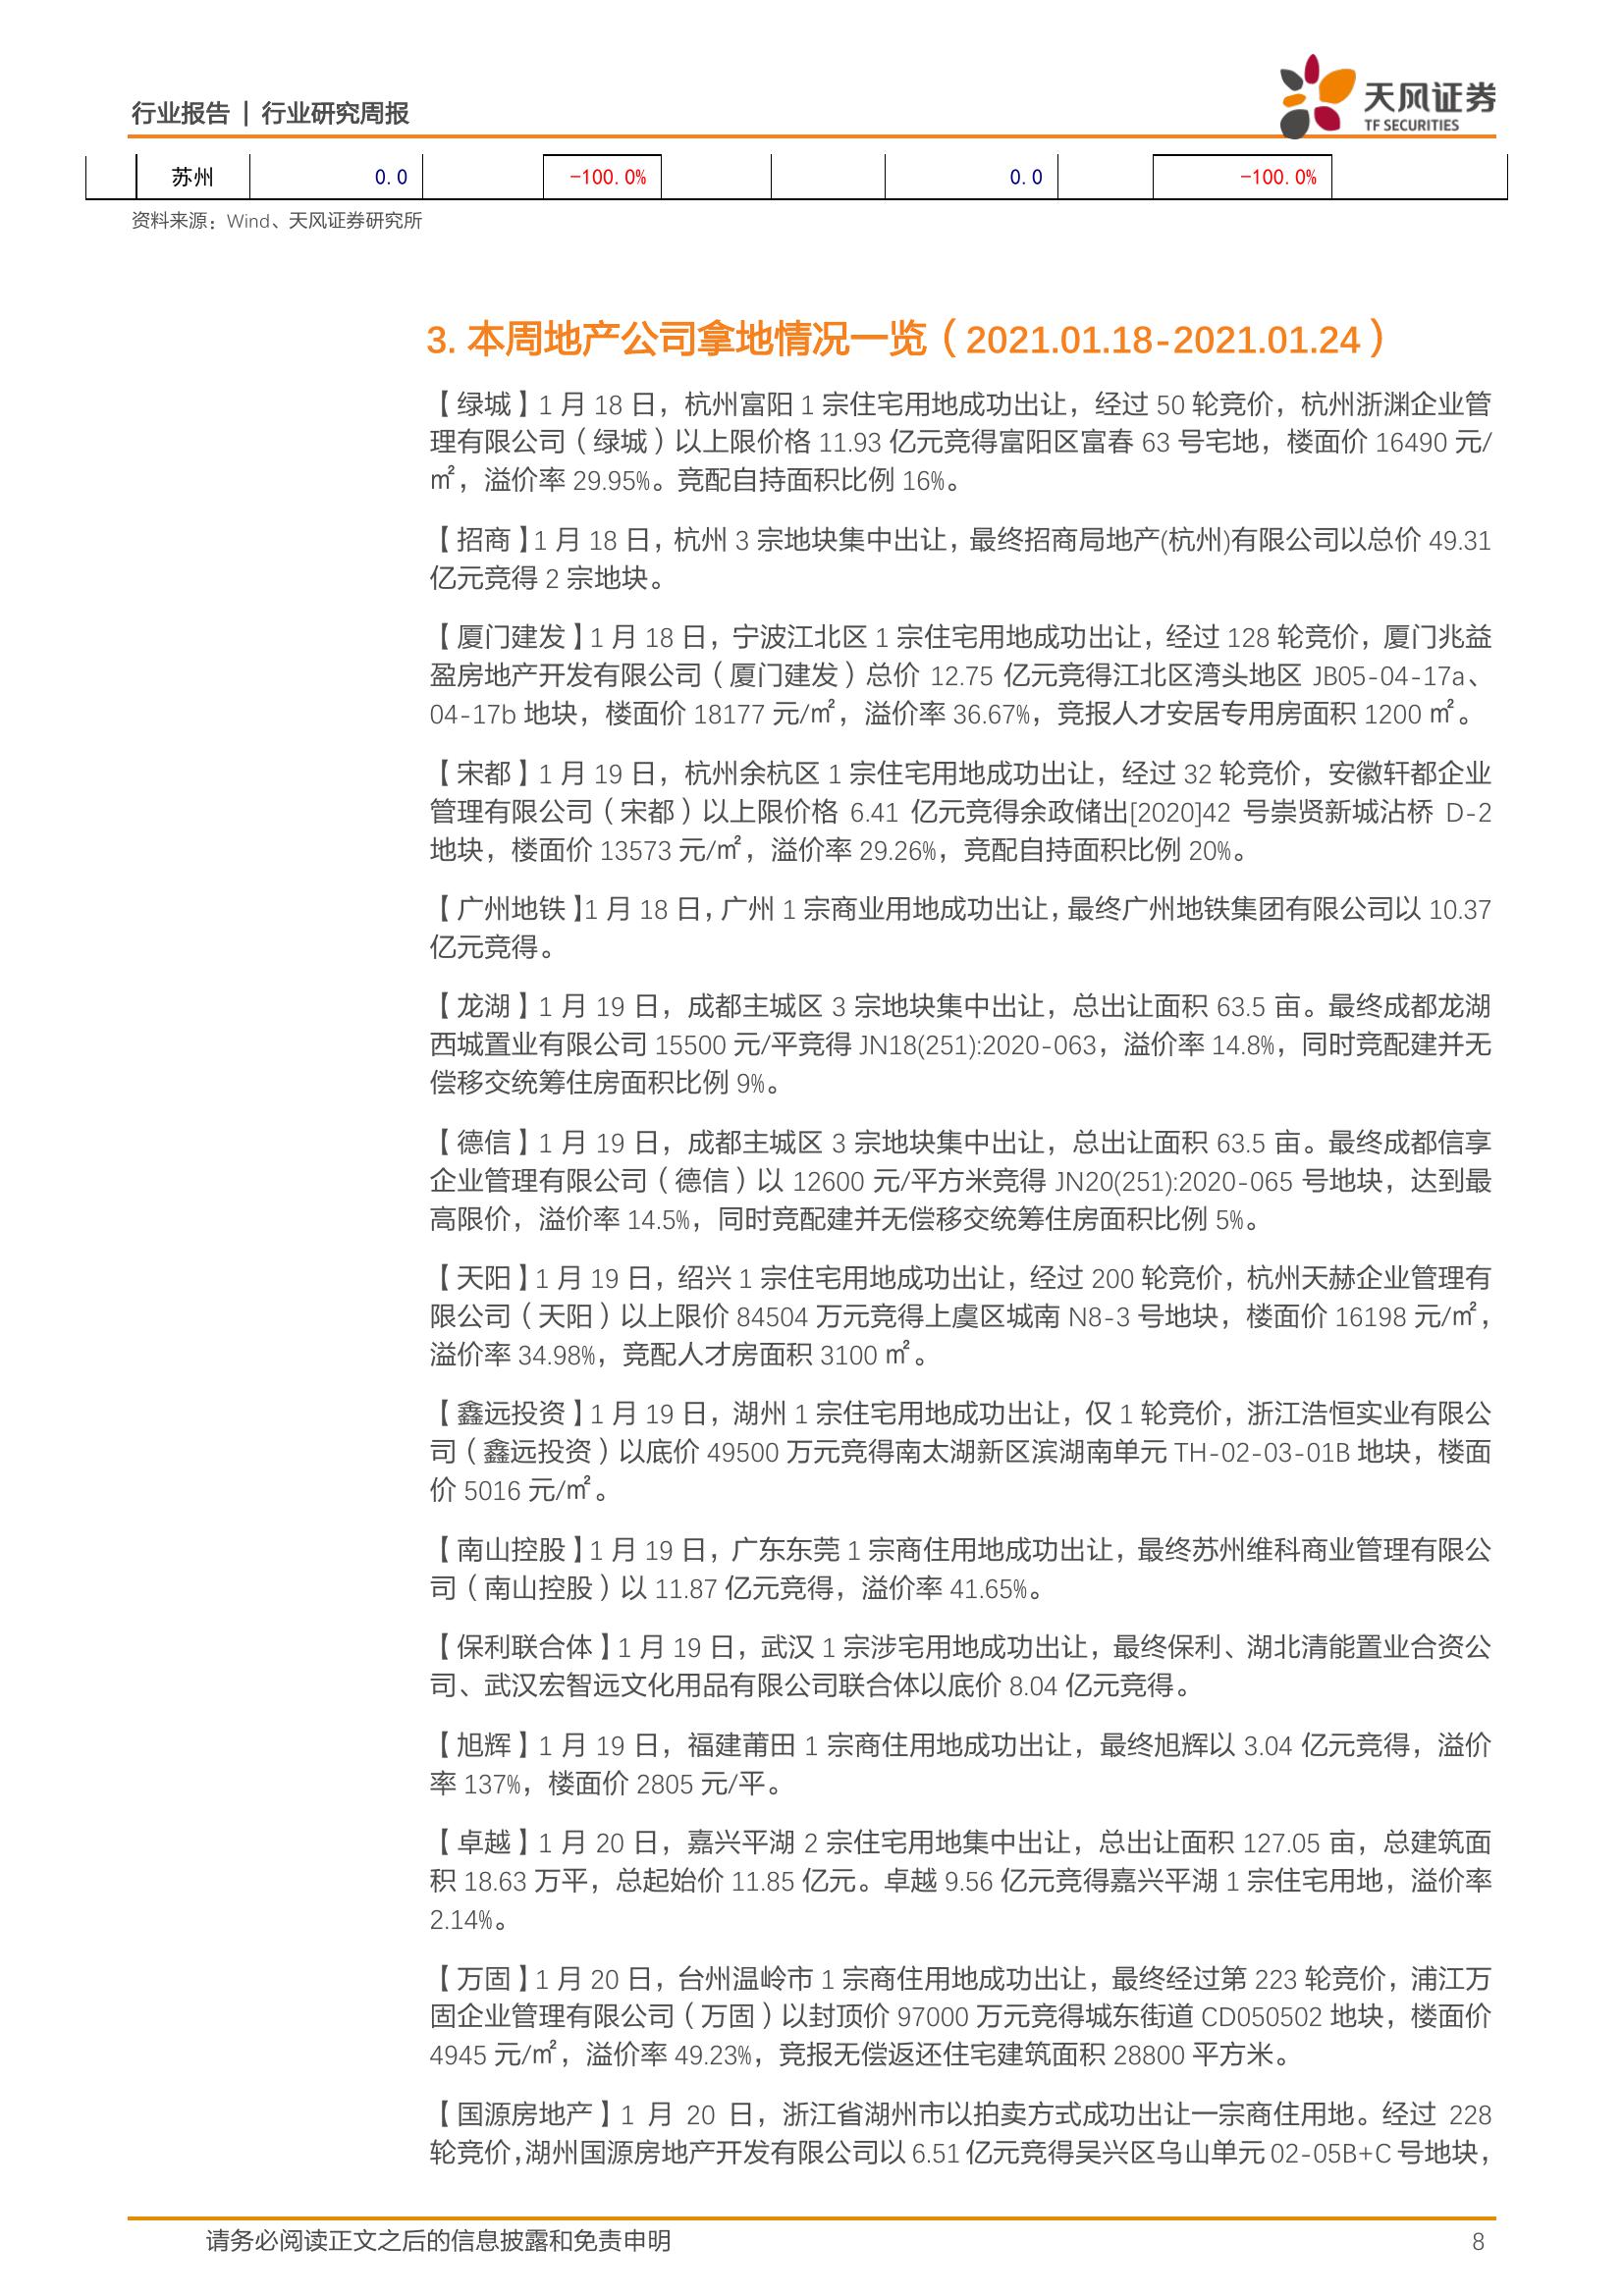 行业报告 | 行业研究周报
天风证券
TF SECURITIES
苏州 0.0 -100.0% 0.0 -100.0%
资料来源：Wind、天风证券研究所
3. 本周地产公司拿地情况一览（2021.01.18-2021.01.24）
【绿城】1 月 18 日，杭州富阳 1 宗住宅用地成功出让，经过 50 轮竞价，杭州浙渊企业管
理有限公司（绿城）以上限价格 11.93 亿元竞得富阳区富春 63 号宅地，楼面价 16490 元/
㎡，溢价率 29.95%。竞配自持面积比例 16%。
【招商】1 月 18 日，杭州 3 宗地块集中出让，最终招商局地产(杭州)有限公司以总价 49.31
亿元竞得 2 宗地块。
【厦门建发】1 月 18 日，宁波江北区 1 宗住宅用地成功出让，经过 128 轮竞价，厦门兆益
盈房地产开发有限公司（厦门建发）总价 12.75 亿元竞得江北区湾头地区 JB05-04-17a、
04-17b 地块，楼面价 18177 元/㎡，溢价率 36.67%，竞报人才安居专用房面积 1200 ㎡。
【宋都】1 月 19 日，杭州余杭区 1 宗住宅用地成功出让，经过 32 轮竞价，安徽轩都企业
管理有限公司（宋都）以上限价格 6.41 亿元竞得余政储出[2020]42 号崇贤新城沾桥 D-2
地块，楼面价 13573 元/㎡，溢价率 29.26%，竞配自持面积比例 20%。
【广州地铁】1 月 18 日，广州 1 宗商业用地成功出让，最终广州地铁集团有限公司以 10.37
亿元竞得。
【龙湖】1 月 19 日，成都主城区 3 宗地块集中出让，总出让面积 63.5 亩。最终成都龙湖
西城置业有限公司 15500 元/平竞得 JN18(251):2020-063，溢价率 14.8%，同时竞配建并无
偿移交统筹住房面积比例 9%。
【德信】1 月 19 日，成都主城区 3 宗地块集中出让，总出让面积 63.5 亩。最终成都信享
企业管理有限公司（德信）以 12600 元/平方米竞得 JN20(251):2020-065 号地块，达到最
高限价，溢价率 14.5%，同时竞配建并无偿移交统筹住房面积比例 5%。
【天阳】1 月 19 日，绍兴 1 宗住宅用地成功出让，经过 200 轮竞价，杭州天赫企业管理有
限公司（天阳）以上限价 84504 万元竞得上虞区城南 N8-3 号地块，楼面价 16198 元/㎡，
溢价率 34.98%，竞配人才房面积 3100 ㎡。
【鑫远投资】1 月 19 日，湖州 1 宗住宅用地成功出让，仅 1 轮竞价，浙江浩恒实业有限公
司（鑫远投资）以底价 49500 万元竞得南太湖新区滨湖南单元 TH-02-03-01B 地块，楼面
价 5016 元/㎡。
【南山控股】1 月 19 日，广东东莞 1 宗商住用地成功出让，最终苏州维科商业管理有限公
司（南山控股）以 11.87 亿元竞得，溢价率 41.65%。
【保利联合体】1 月 19 日，武汉 1 宗涉宅用地成功出让，最终保利、湖北清能置业合资公
司、武汉宏智远文化用品有限公司联合体以底价 8.04 亿元竞得。
【旭辉】1 月 19 日，福建莆田 1 宗商住用地成功出让，最终旭辉以 3.04 亿元竞得，溢价
率 137%，楼面价 2805 元/平。
【卓越】1 月 20 日，嘉兴平湖 2 宗住宅用地集中出让，总出让面积 127.05 亩，总建筑面
积 18.63 万平，总起始价 11.85 亿元。卓越 9.56 亿元竞得嘉兴平湖 1 宗住宅用地，溢价率
2.14%。
【万固】1 月 20 日，台州温岭市 1 宗商住用地成功出让，最终经过第 223 轮竞价，浦江万
固企业管理有限公司（万固）以封顶价 97000 万元竞得城东街道 CD050502 地块，楼面价
4945 元/㎡，溢价率 49.23%，竞报无偿返还住宅建筑面积 28800 平方米。
【国源房地产】1 月 20 日，浙江省湖州市以拍卖方式成功出让一宗商住用地。经过 228
轮竞价，湖州国源房地产开发有限公司以 6.51 亿元竞得吴兴区乌山单元 02-05B+C 号地块，
请务必阅读正文之后的信息披露和免责申明 8